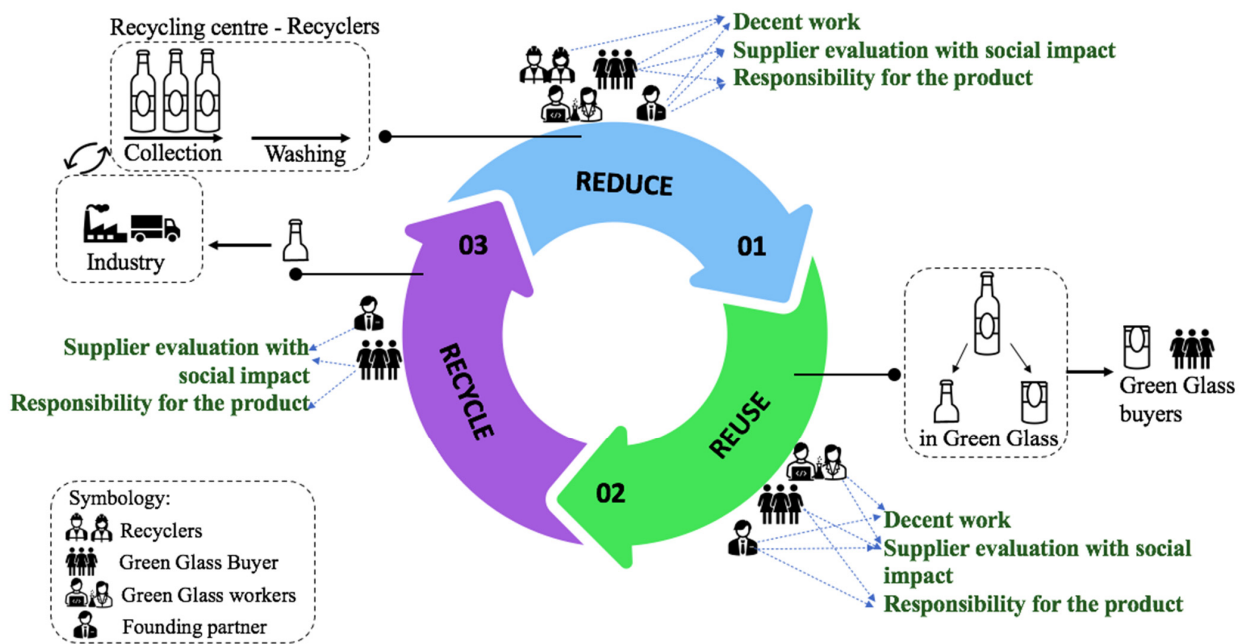 Recycling centre - Recyclers
Collection
Washing
Industry
Decent work
Supplier evaluation with social impact
Responsibility for the product
REDUCE
01
03
RECYCLE
REUSE
02
in Green Glass
Green Glass
buyers
Supplier evaluation with
social impact
Responsibility for the product
Decent work
Supplier evaluation with social
impact
Responsibility for the product
Symbology:
Recyclers
Green Glass Buyer
Green Glass workers
Founding partner